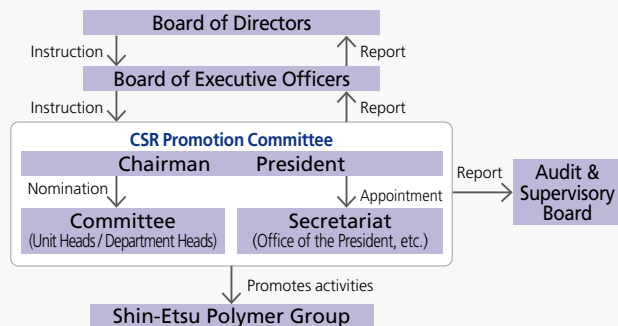 Board of Directors
Instruction Report
Board of Executive Officers
Instruction Report
CSR Promotion Committee
Chairman President
Nomination Appointment
Committee
(Unit Heads / Department Heads)
Secretariat
(Office of the President, etc.)
Report
Audit &
Supervisory
Board
Promotes activities
Shin-Etsu Polymer Group